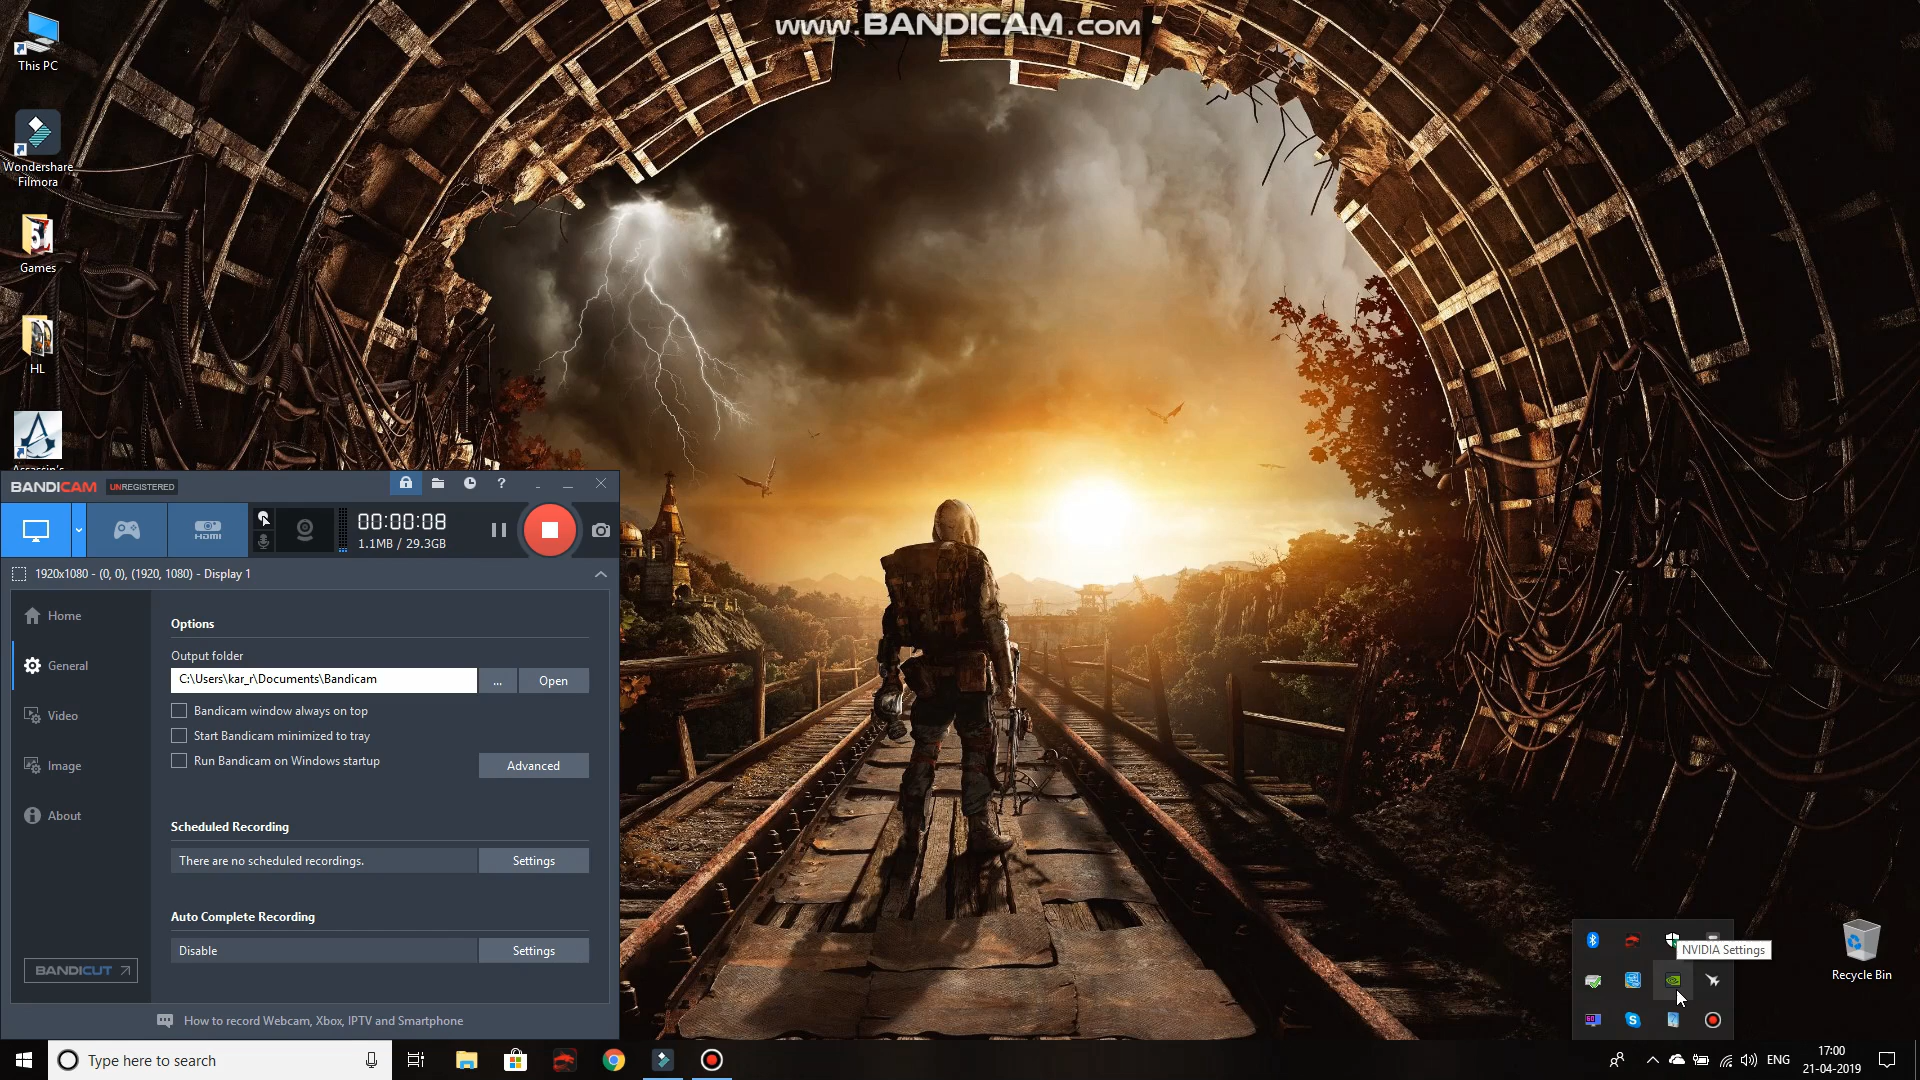 www.BANDICAM.com
This PC
Wondershare
Filmora
Games
HL
BANDICAM UNREGISTERED
?
HDMI
00:00:08
1.1MB / 29.3GB
1920x1080 - (0, 0), (1920, 1080) - Display 1
Home
General
Video
Image
About
BANDICUT
Options
Output folder
C:\Users\kar_r\Documents\Bandicam
...
Open
Bandicam window always on top
Start Bandicam minimized to tray
Run Bandicam on Windows startup
Advanced
Scheduled Recording
There are no scheduled recordings.
Settings
Auto Complete Recording
Disable
Settings
How to record Webcam, Xbox, IPTV and Smartphone
NVIDIA Settings
Recycle Bin
Type here to search
ENG
17:00
21-04-2019